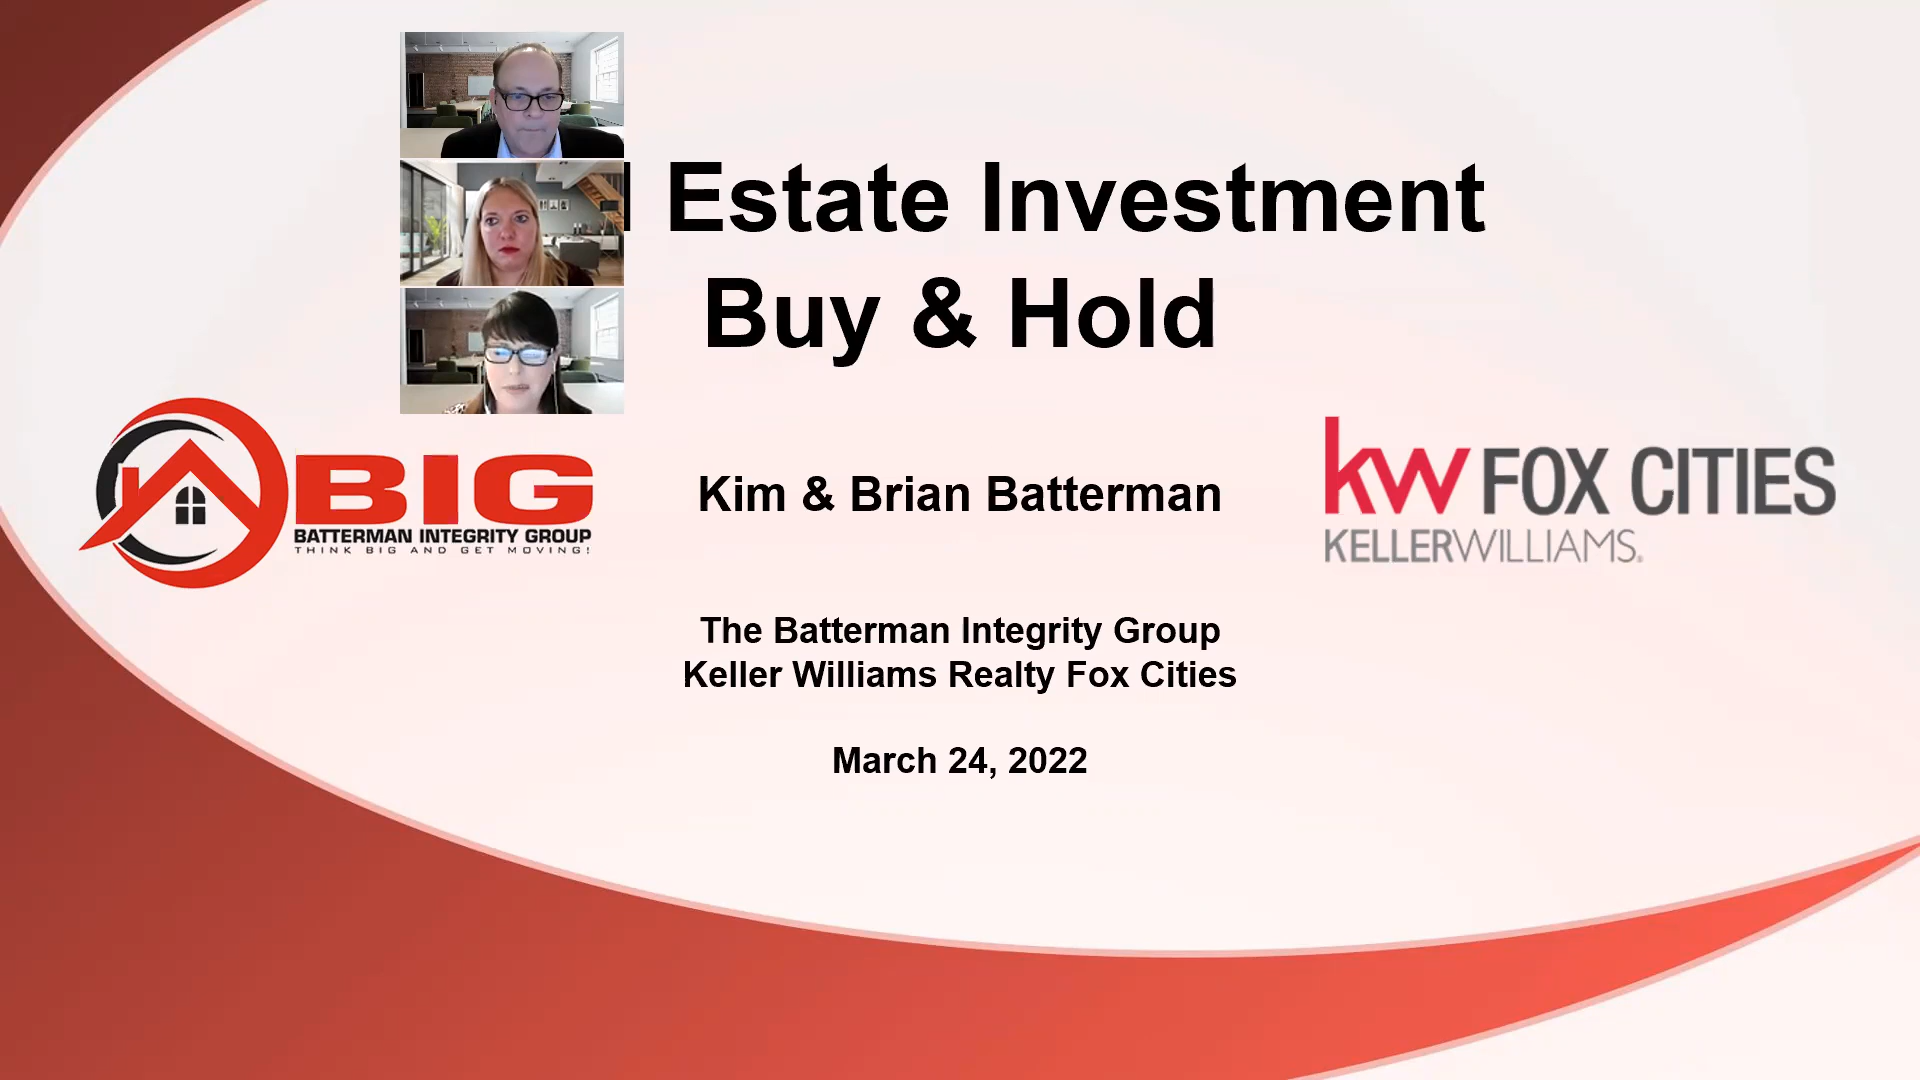 Estate Investment
Buy & Hold
BIG
BATTERMAN INTEGRITY GROUP
THINK BIG AND GET MOVING!
Kim & Brian Batterman
kw FOX CITIES
KELLERWILLIAMS.
The Batterman Integrity Group
Keller Williams Realty Fox Cities
March 24, 2022